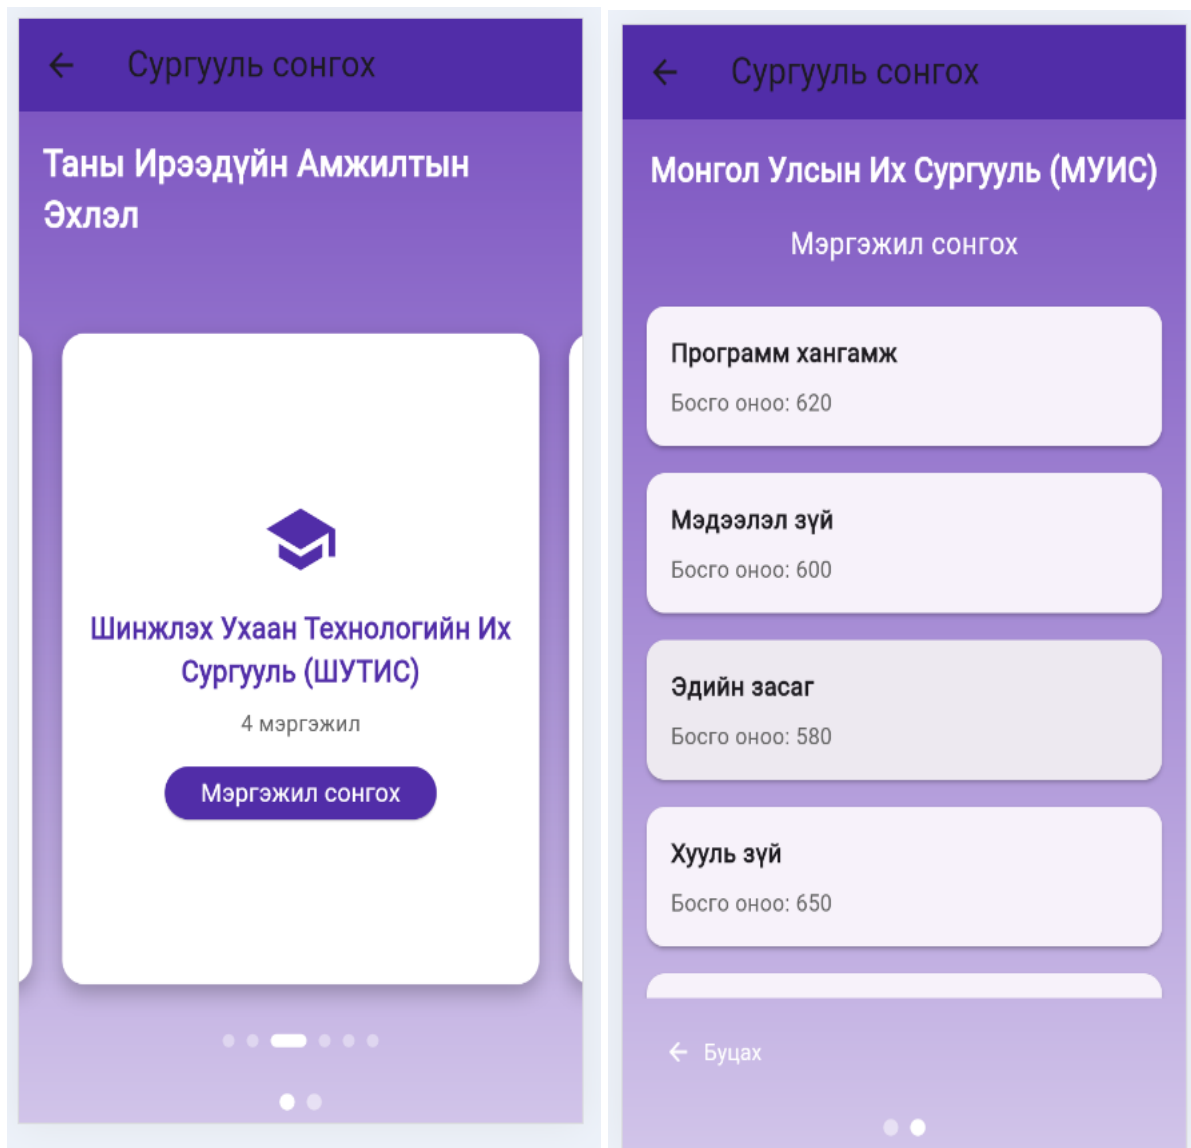 Сургууль сонгох
Таны Ирээдүйн Амжилтын
Эхлэл
Шинжлэх Ухаан Технологийн Их
Сургууль (ШУТИС)
4 мэргэжил
Мэргэжил сонгох
Сургууль сонгох
Монгол Улсын Их Сургууль (МУИС)
Мэргэжил сонгох
Программ хангамж
Босго оноо: 620
Мэдээлэл зүй
Босго оноо: 600
Эдийн засаг
Босго оноо: 580
Хууль зүй
Босго оноо: 650
Буцах